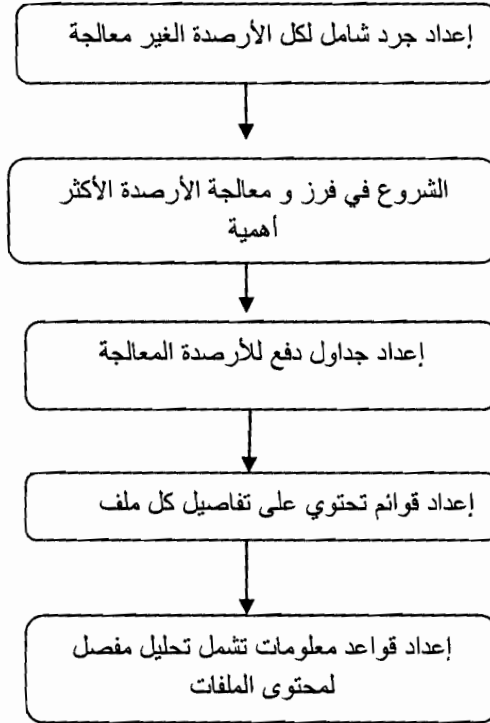 إعداد جرد شامل لكل الأرصدة الغير معالجة
الشروع في فرز و معالجة الأرصدة الأكثر
أهمية
إعداد جداول دفع للأرصدة المعالجة
إعداد قوائم تحتوي على تفاصيل كل ملف
إعداد قواعد معلومات تشمل تحليل مفصل
لمحتوى الملفات